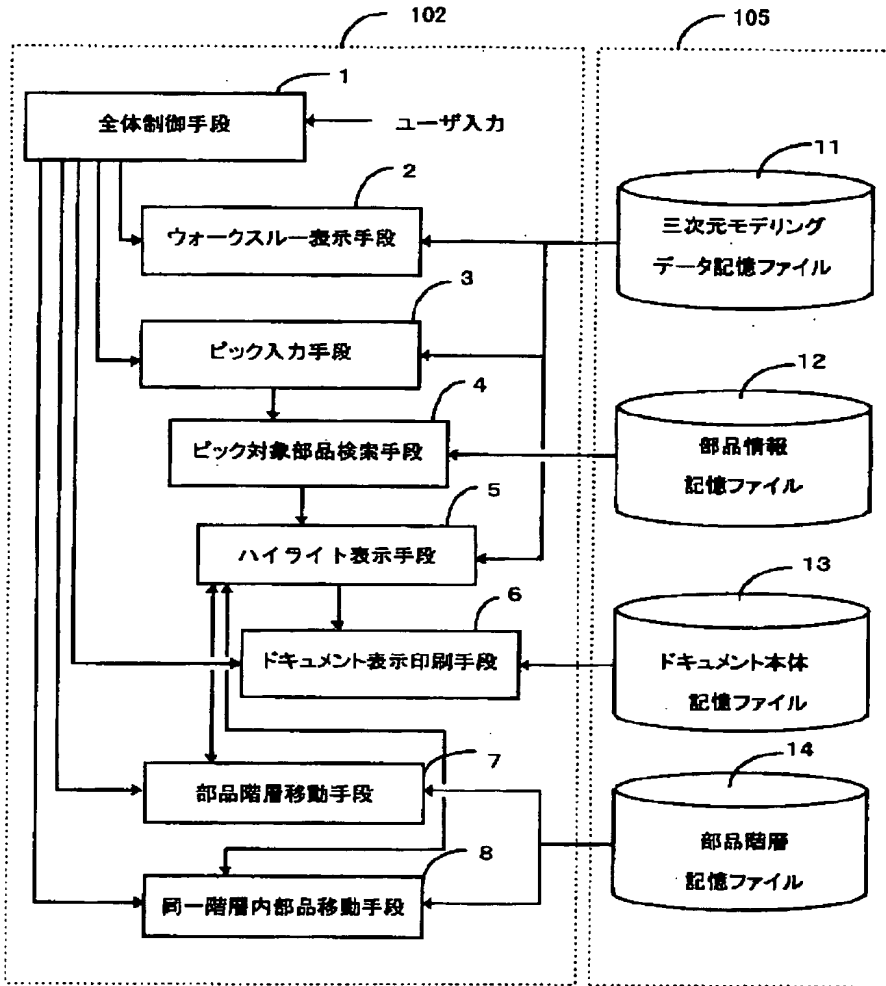 102
105
1
全体制御手段
ユーザ入力
2
ウォークスルー表示手段
11
三次元モデリング
データ記憶ファイル
3
ピック入力手段
4
ピック対象部品検索手段
12
部品情報
記憶ファイル
5
ハイライト表示手段
6
ドキュメント表示印刷手段
13
ドキュメント本体
記憶ファイル
7
部品階層移動手段
14
部品階層
記憶ファイル
8
同一階層内部品移動手段